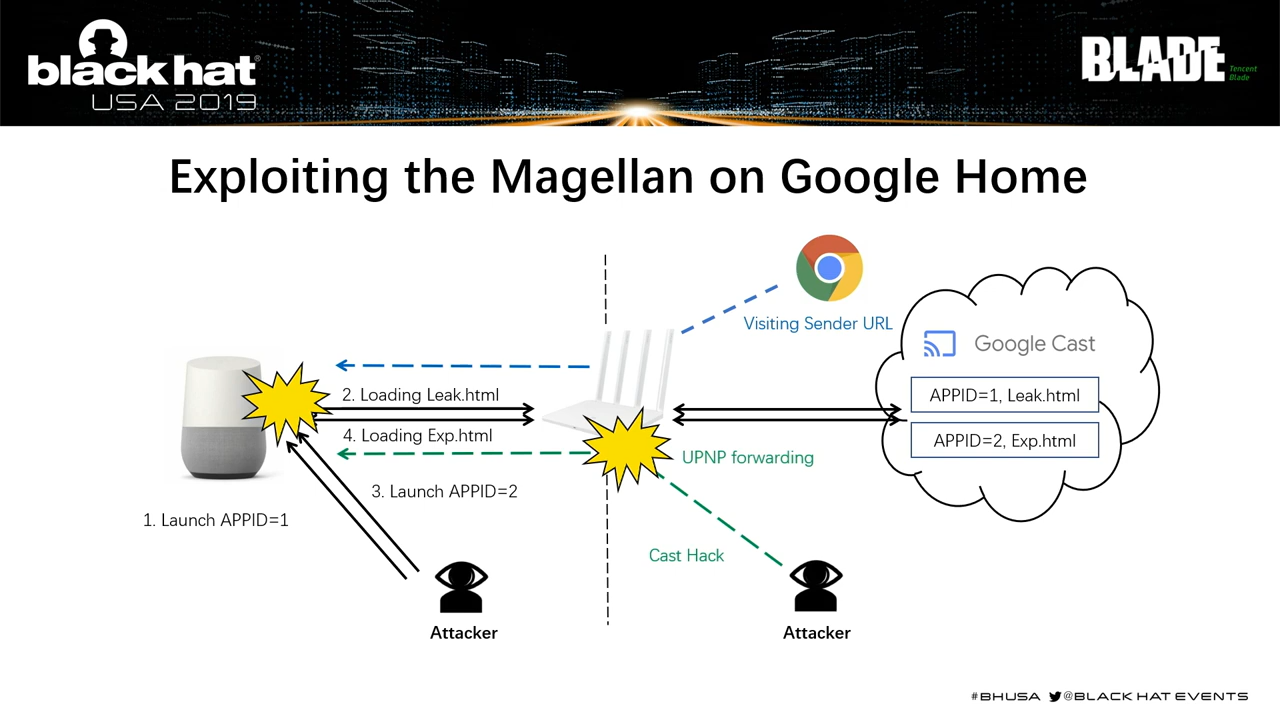 black hat®
USA 2019
BLADE
Tencent
Blade
Exploiting the Magellan on Google Home
Visiting Sender URL
Google Cast
2. Loading Leak.html
APPID=1, Leak.html
4. Loading Exp.html
APPID=2, Exp.html
UPNP forwarding
3. Launch APPID=2
1. Launch APPID=1
Cast Hack
Attacker
Attacker
#BHUSA @BLACK HAT EVENTS